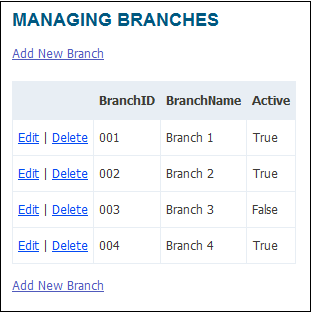 MANAGING BRANCHES
Add New Branch
BranchID BranchName Active
Edit | Delete 001 Branch 1 True
Edit | Delete 002 Branch 2 True
Edit | Delete 003 Branch 3 False
Edit | Delete 004 Branch 4 True
Add New Branch